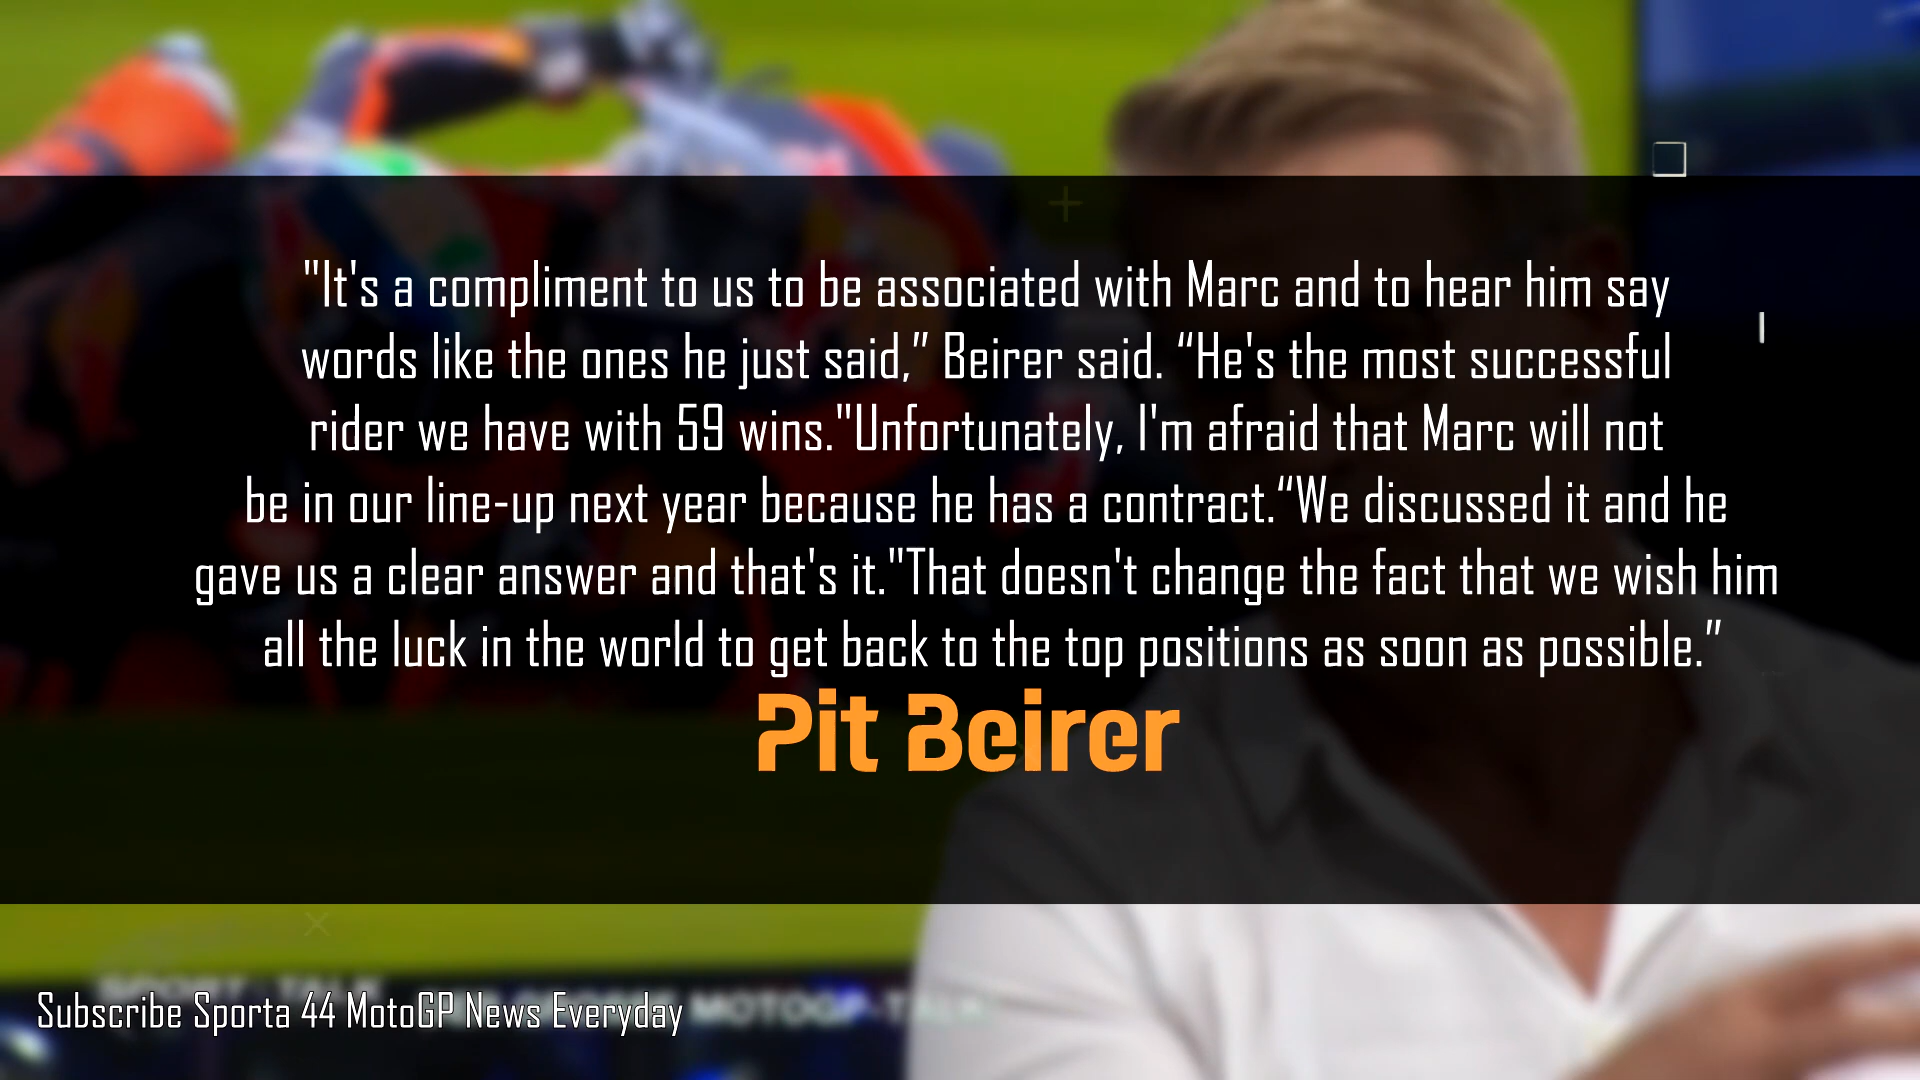 "It's a compliment to us to be associated with Marc and to hear him say
words like the ones he just said,” Beirer said. “He's the most successful
rider we have with 59 wins."Unfortunately, I'm afraid that Marc will not
be in our line-up next year because he has a contract.“We discussed it and he
gave us a clear answer and that's it."That doesn't change the fact that we wish him
all the luck in the world to get back to the top positions as soon as possible.”
Pit Beirer
SPORT-TALK
MOTOGP-TALK
Subscribe Sporta 44 MotoGP News Everyday